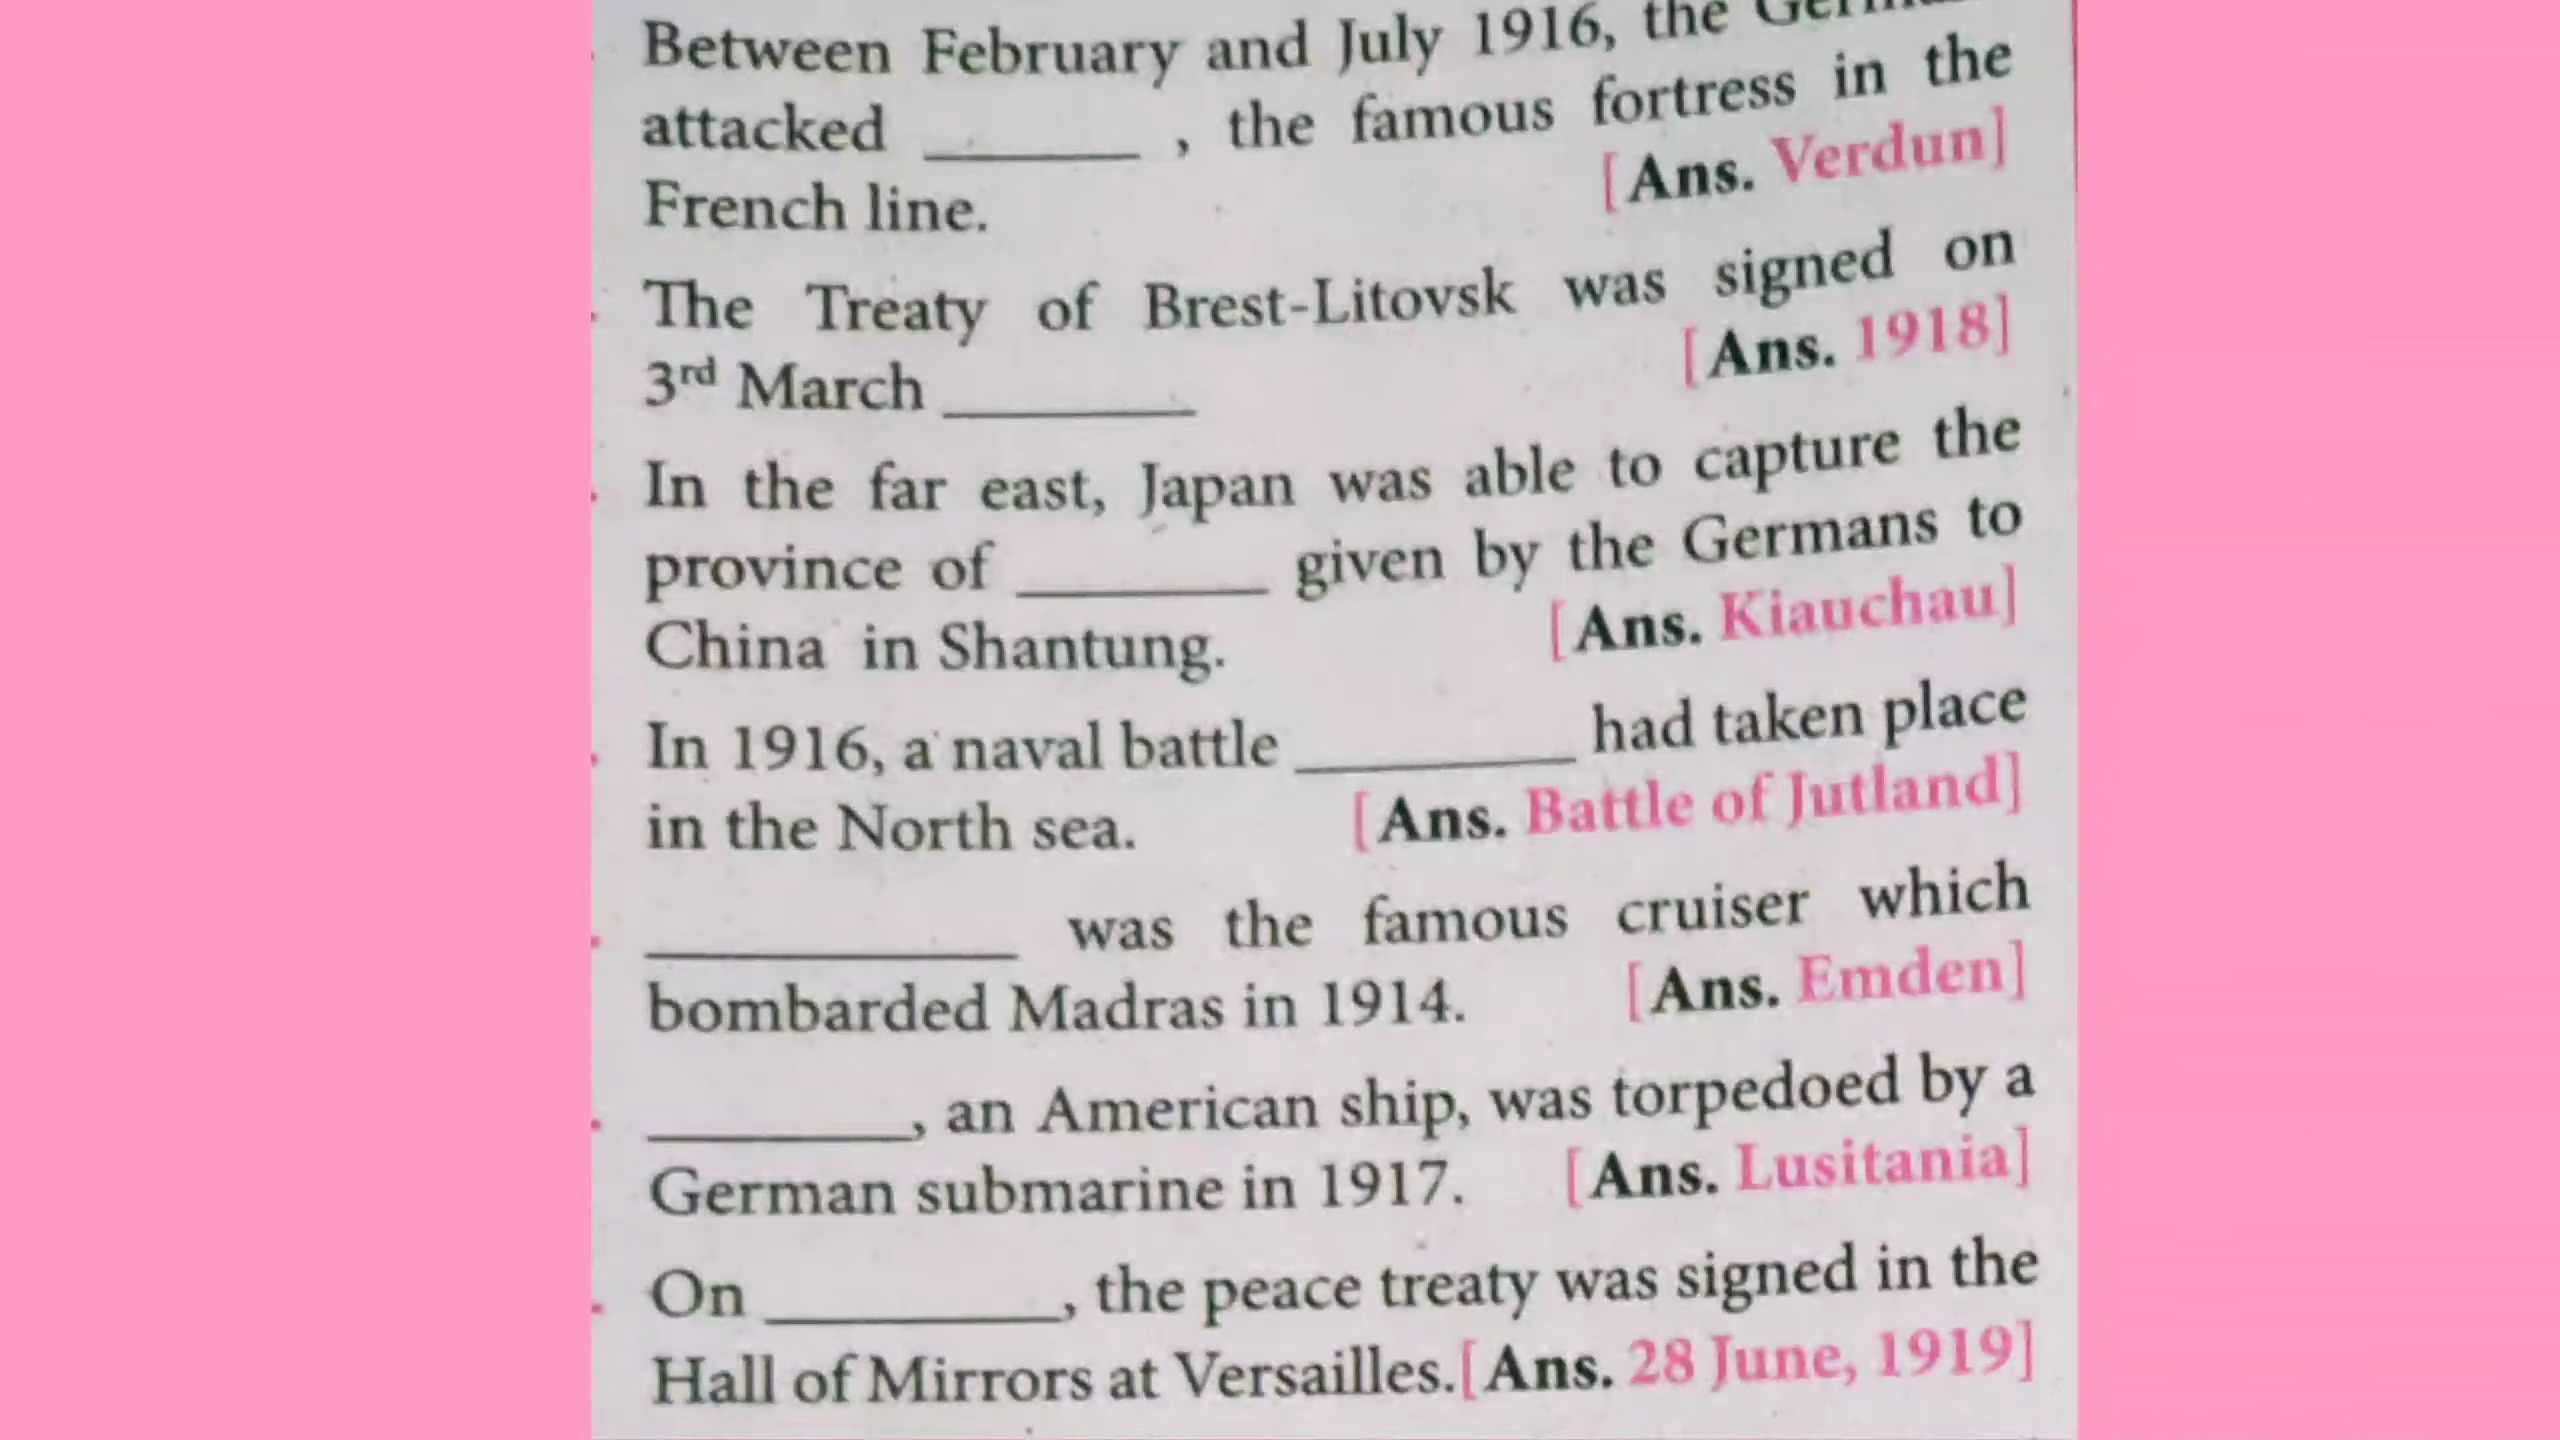 Between February and July 1916, the
attacked ______ , the famous fortress in the
French line. [Ans. Verdun]
The Treaty of Brest-Litovsk was signed on
3rd March ______ [Ans. 1918]
In the far east, Japan was able to capture the
province of ______ given by the Germans to
China in Shantung. [Ans. Kiauchau]
In 1916, a naval battle ______ had taken place
in the North sea. [Ans. Battle of Jutland]
______ was the famous cruiser which
bombarded Madras in 1914. [Ans. Emden]
______, an American ship, was torpedoed by a
German submarine in 1917. [Ans. Lusitania]
On ______, the peace treaty was signed in the
Hall of Mirrors at Versailles.[Ans. 28 June, 1919]